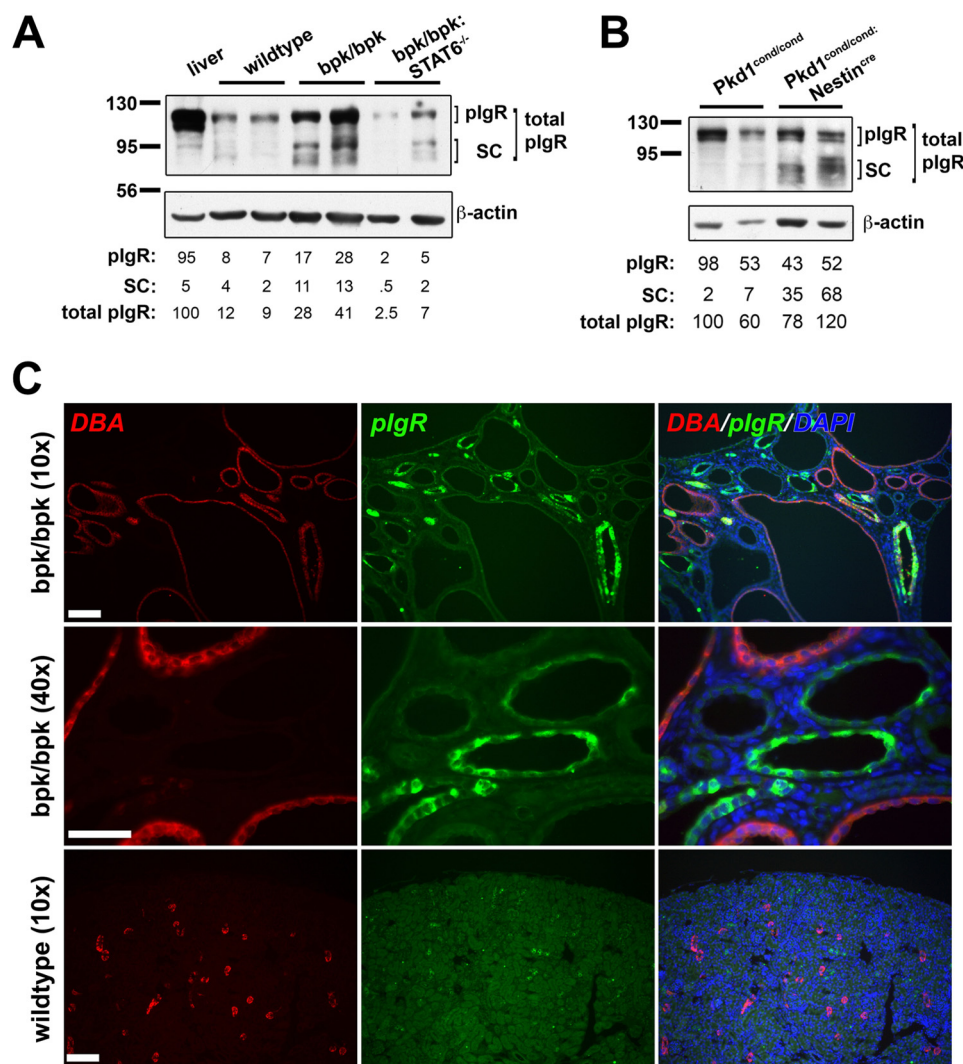 A
liver
wildtype
bpk/bpk
bpk/bpk:
STAT6-/-
130
95
56
pIgR
SC
total
pIgR
β-actin
pIgR: 95 8 7 17 28 2 5
SC: 5 4 2 11 13 .5 2
total pIgR: 100 12 9 28 41 2.5 7
B
Pkd1cond/cond
Pkd1cond/cond:
Nestincre
130
95
pIgR
SC
total
pIgR
β-actin
pIgR: 98 53 43 52
SC: 2 7 35 68
total pIgR: 100 60 78 120
C
DBA
pIgR
DBA/pIgR/DAPI
bpk/bpk (10x)
bpk/bpk (40x)
wildtype (10x)